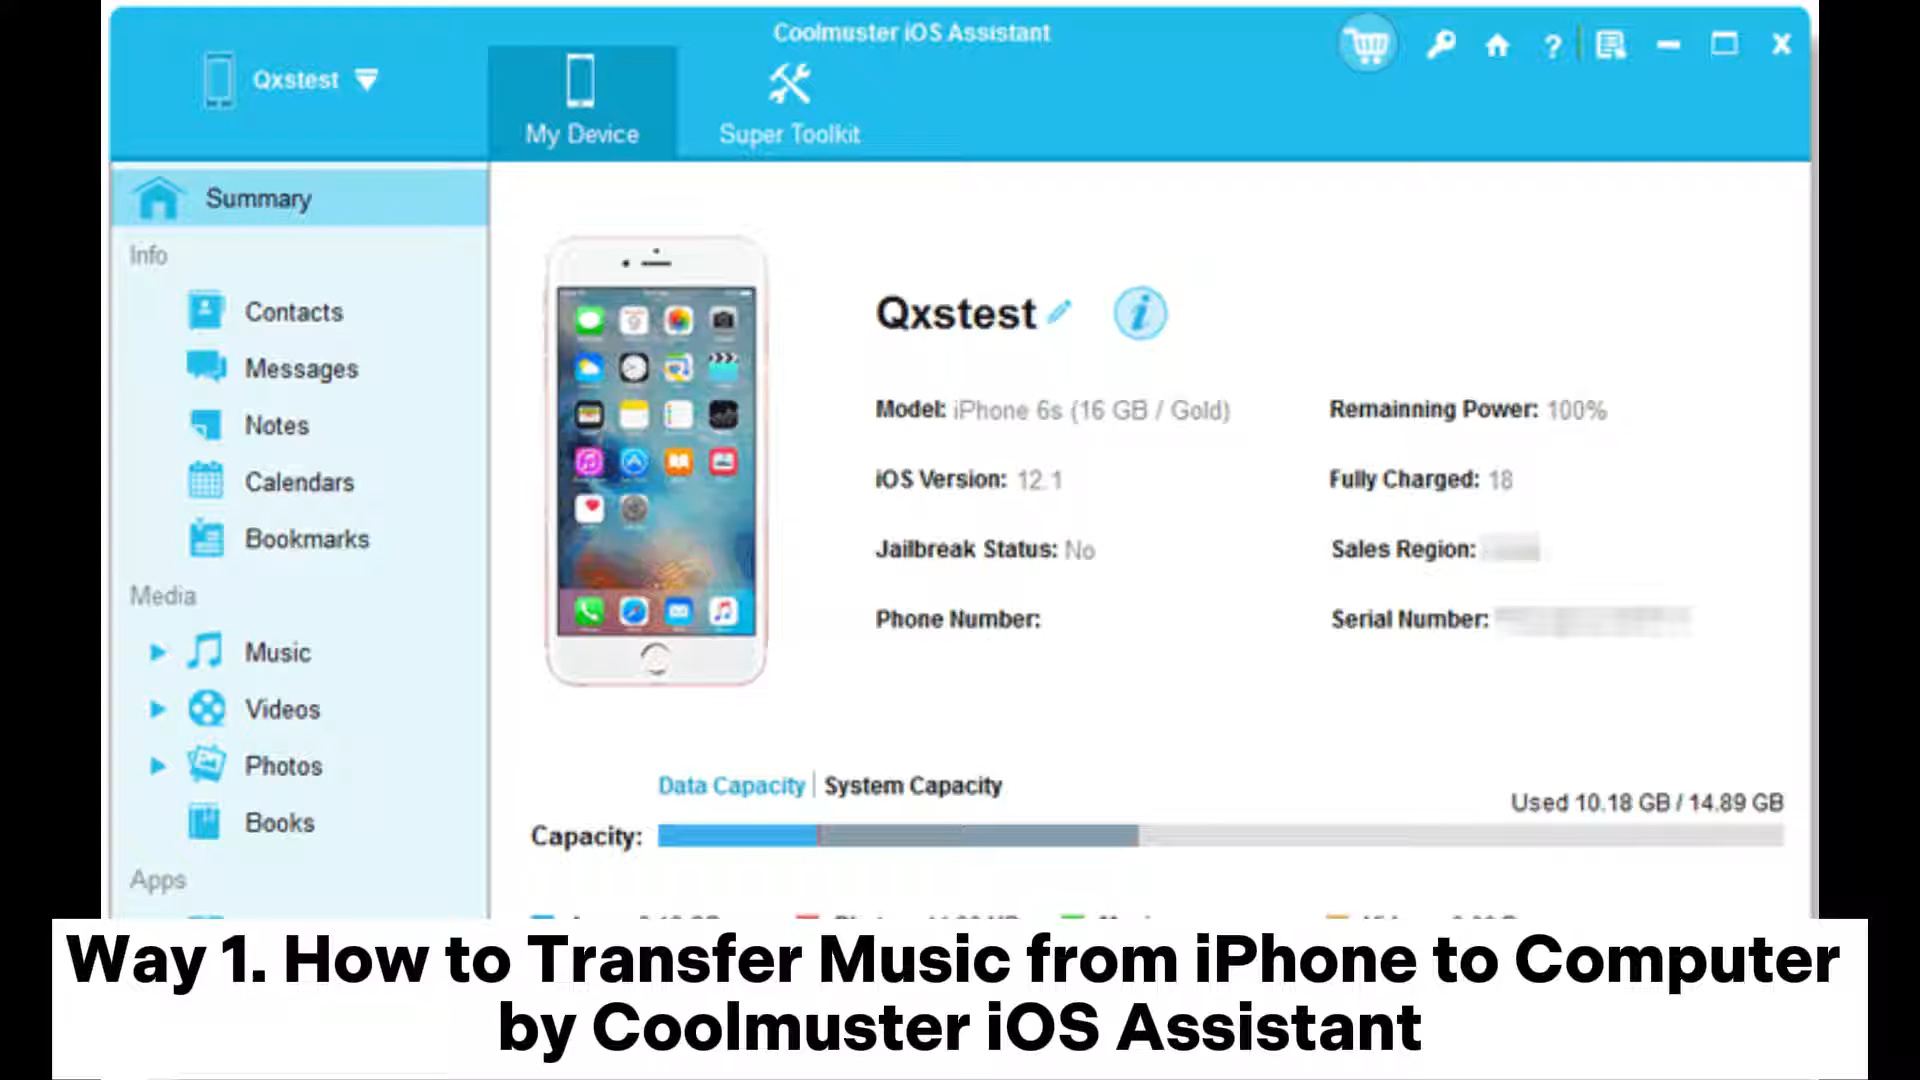 Coolmuster iOS Assistant
Qxstest
My Device
Super Toolkit
?
Summary
Info
Contacts
Messages
Notes
Calendars
Bookmarks
Media
Music
Videos
Photos
Books
Apps
Qxstest
i
Model: iPhone 6s (16 GB / Gold)
Remainning Power: 100%
iOS Version: 12.1
Fully Charged: 18
Jailbreak Status: No
Sales Region:
Phone Number:
Serial Number:
Data Capacity
System Capacity
Used 10.18 GB / 14.89 GB
Capacity:
Way 1. How to Transfer Music from iPhone to Computer
by Coolmuster iOS Assistant